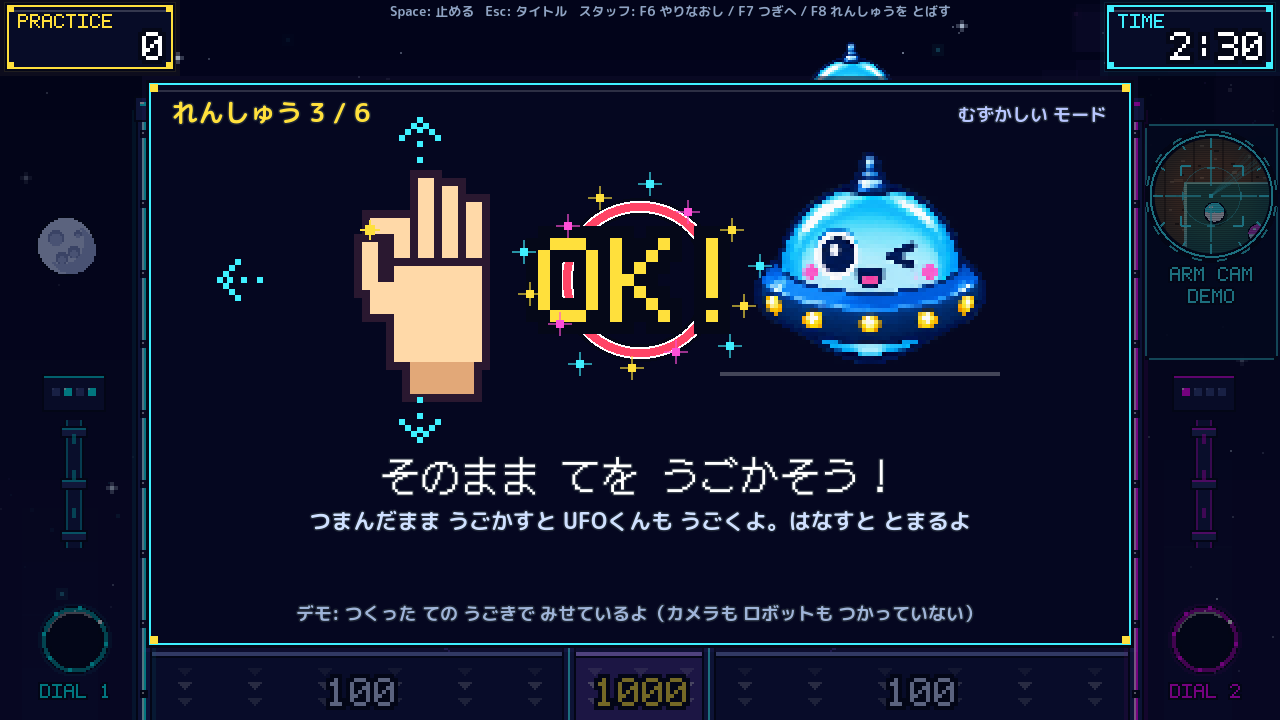 PRACTICE
0
Space: 止める Esc: タイトル スタッフ: F6 やりなおし / F7 つぎへ / F8 れんしゅうを とばす
TIME
2:30
れんしゅう 3 / 6
むずかしい モード
OK!
ARM CAM
DEMO
そのまま てを うごかそう！
つまんだまま うごかすと UFOくんも うごくよ。はなすと とまるよ
デモ: つくった ての うごきで みせているよ（カメラも ロボットも つかっていない）
DIAL 1
100
1000
100
DIAL 2